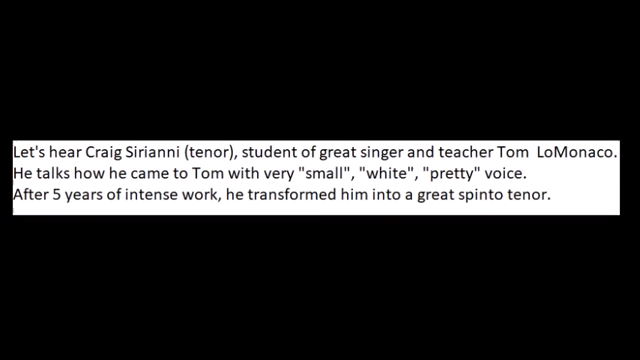 Let's hear Craig Sirianni (tenor), student of great singer and teacher Tom  LoMonaco.
He talks how he came to Tom with very "small", "white", "pretty" voice.
After 5 years of intense work, he transformed him into a great spinto tenor.